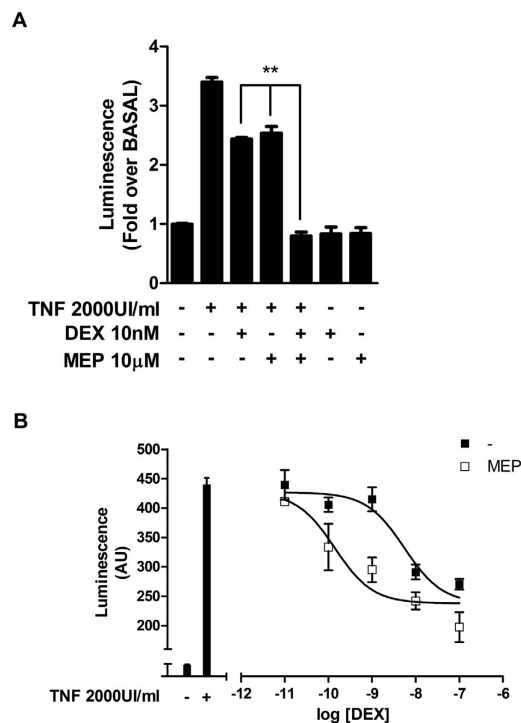 A
Luminescence
(Fold over BASAL)
4
3
2
1
0
**
TNF 2000UI/ml - + + + + - -
DEX 10nM - - + - + + -
MEP 10μM - - - + + - +
B
Luminescence
(AU)
500
450
400
350
300
250
200
-
MEP
TNF 2000UI/ml - +
-12 -11 -10 -9 -8 -7 -6
log [DEX]